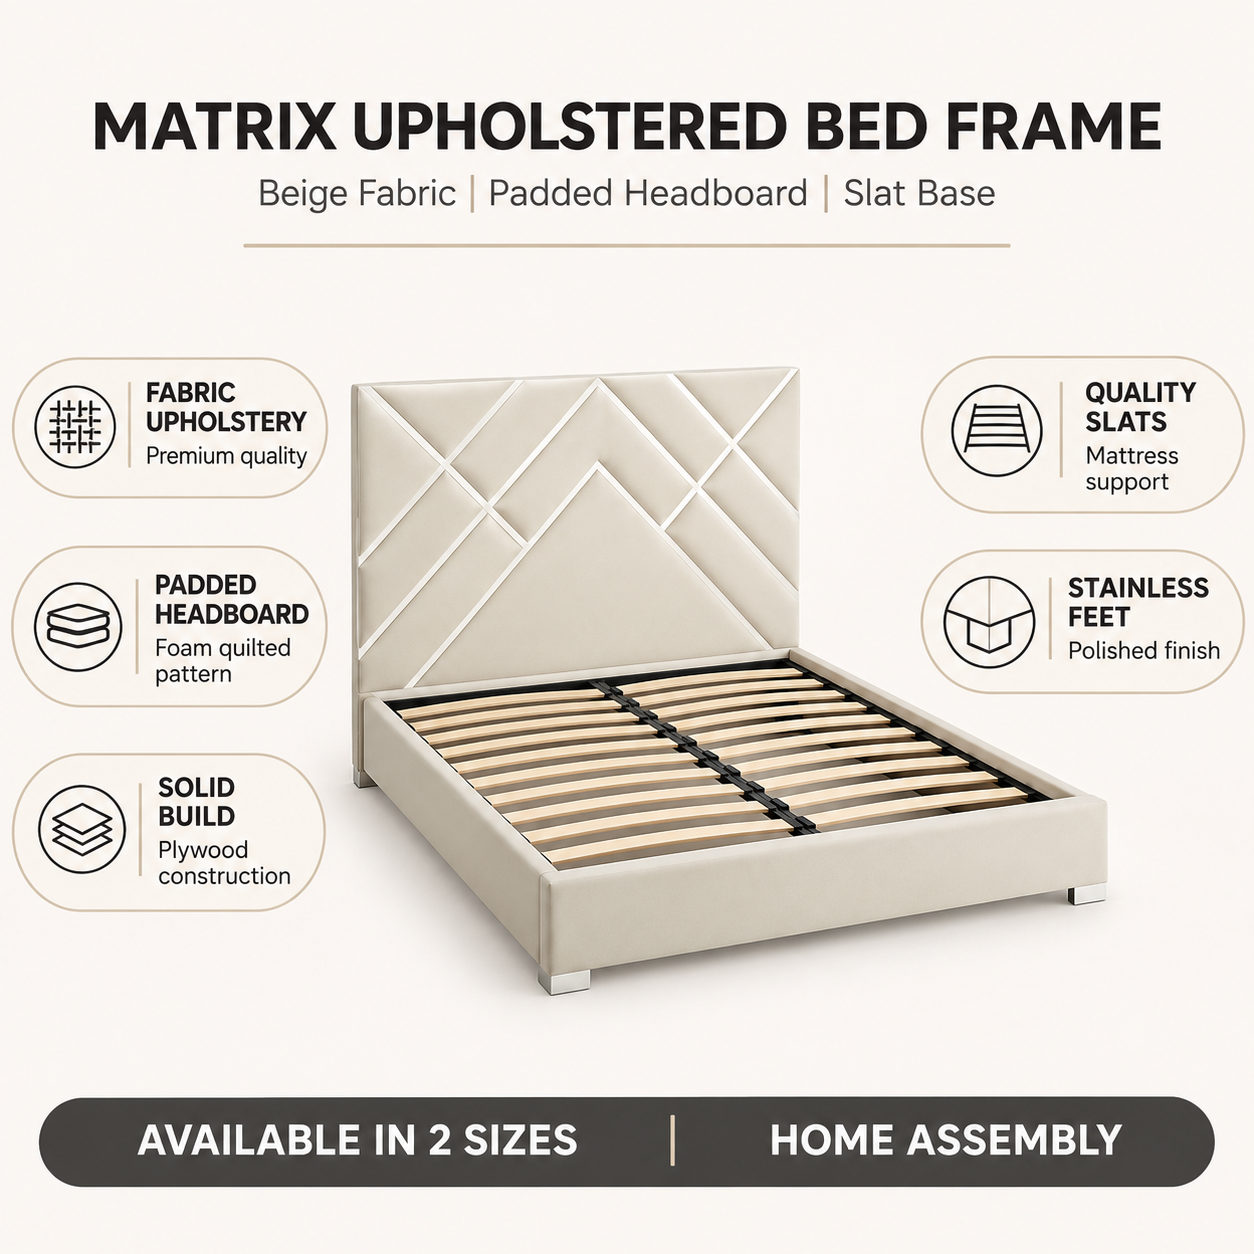 MATRIX UPHOLSTERED BED FRAME
Beige Fabric | Padded Headboard | Slat Base
FABRIC
UPHOLSTERY
Premium quality
PADDED
HEADBOARD
Foam quilted
pattern
SOLID
BUILD
Plywood
construction
QUALITY
SLATS
Mattress
support
STAINLESS
FEET
Polished finish
AVAILABLE IN 2 SIZES | HOME ASSEMBLY